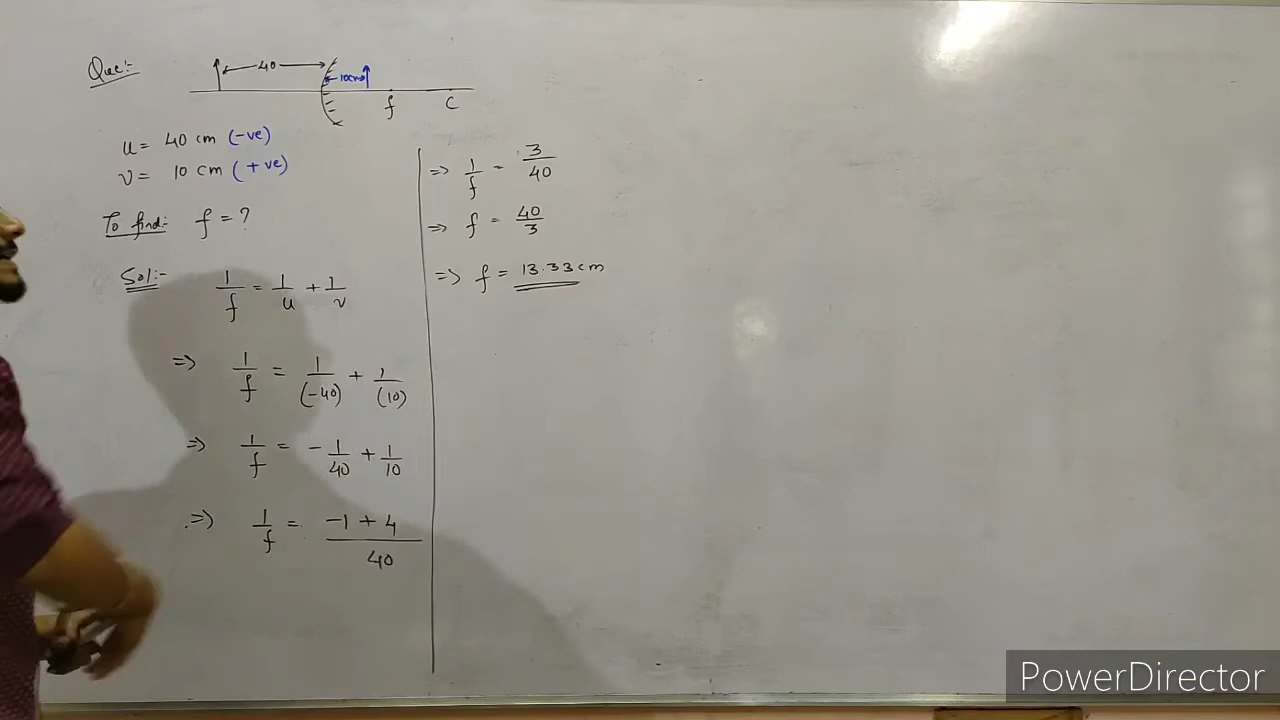 Que:-
40
10cm
f
C
u = 40 cm (-ve)
v = 10 cm (+ve)
To find:- f = ?
Sol:-
1/f = 1/u + 1/v
=> 1/f = 1/(-40) + 1/(10)
=> 1/f = - 1/40 + 1/10
=> 1/f = -1 + 4/40
=> 1/f = 3/40
=> f = 40/3
=> f = 13.33 cm
PowerDirector